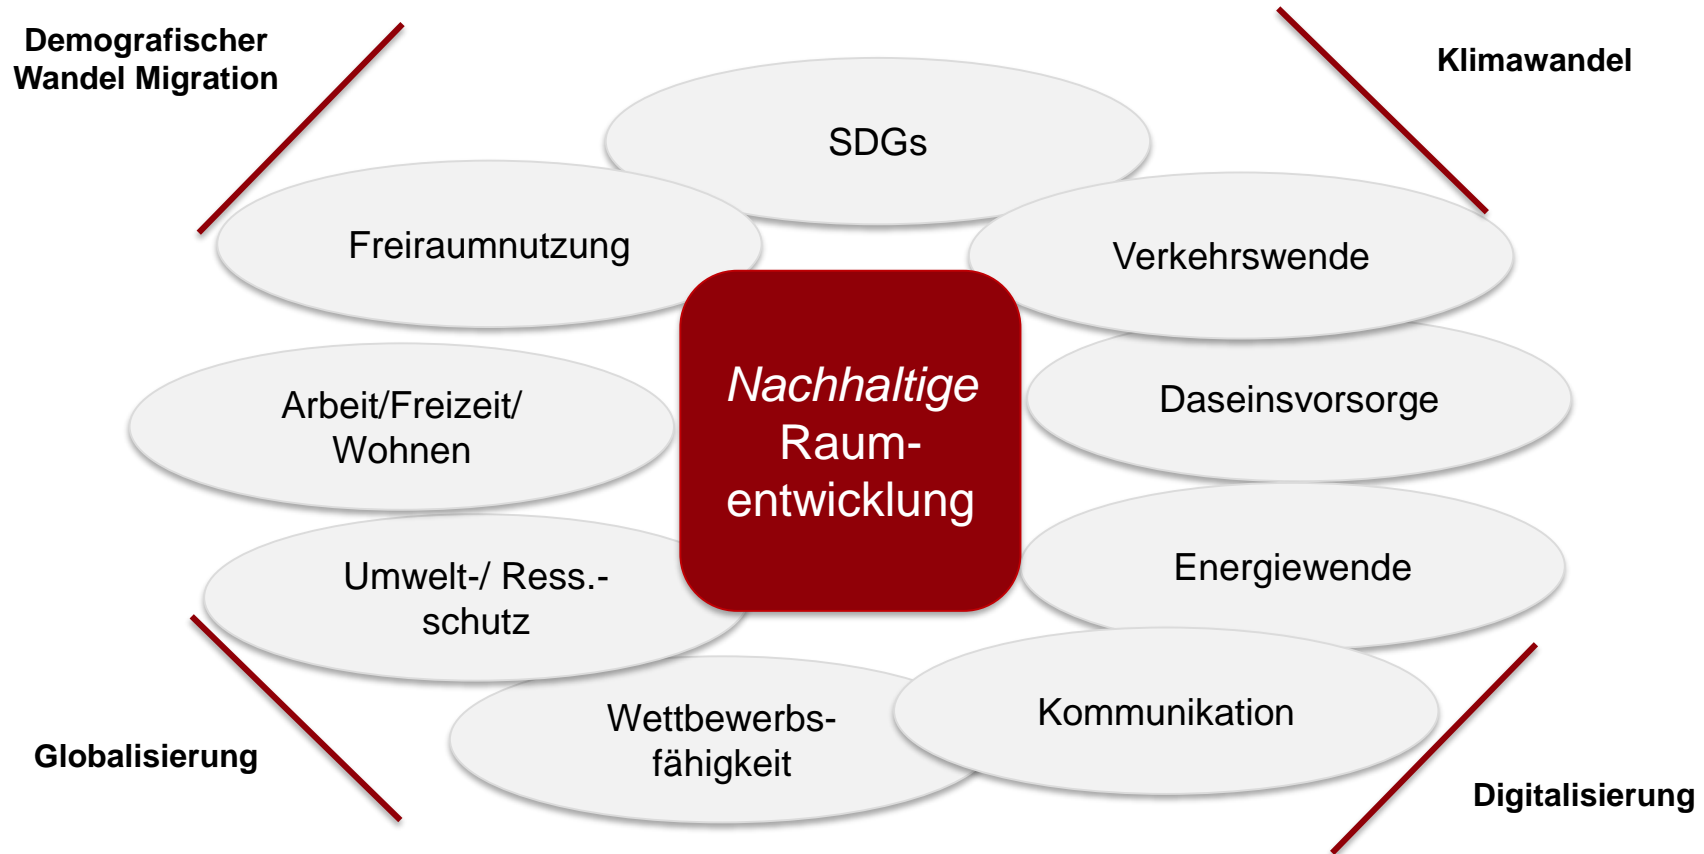 Demografischer
Wandel Migration
Klimawandel
SDGs
Freiraumnutzung
Verkehrswende
Nachhaltige
Raum-
entwicklung
Arbeit/Freizeit/
Wohnen
Daseinsvorsorge
Umwelt-/ Ress.-
schutz
Energiewende
Wettbewerbs-
fähigkeit
Kommunikation
Globalisierung
Digitalisierung